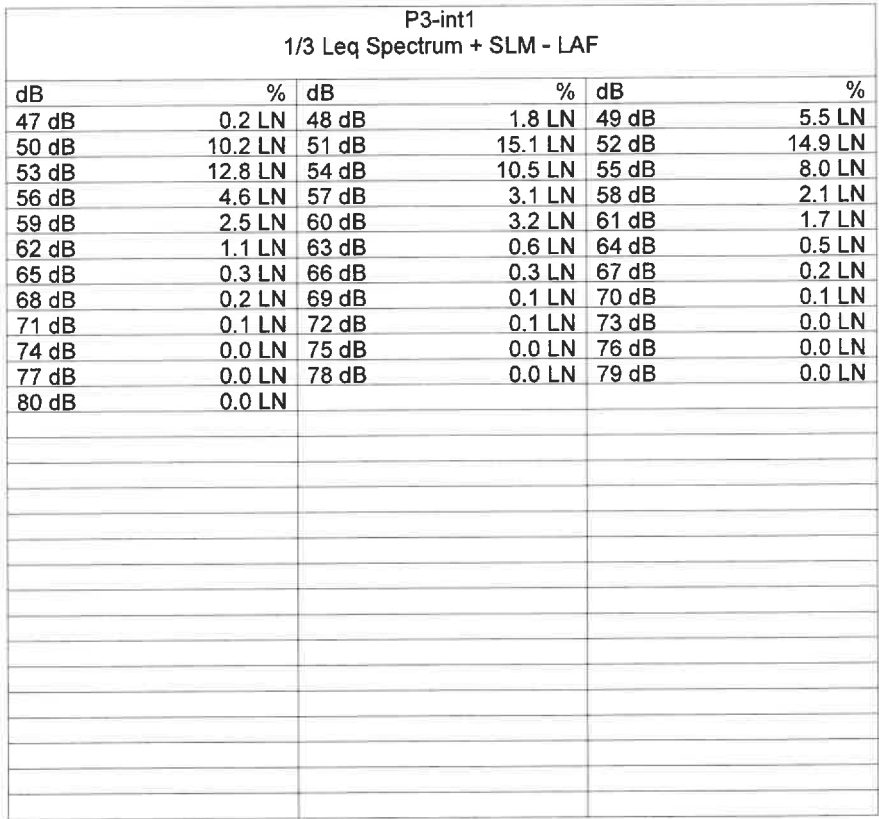 P3-int1
1/3 Leq Spectrum + SLM - LAF
dB % dB % dB %
47 dB 0.2 LN 48 dB 1.8 LN 49 dB 5.5 LN
50 dB 10.2 LN 51 dB 15.1 LN 52 dB 14.9 LN
53 dB 12.8 LN 54 dB 10.5 LN 55 dB 8.0 LN
56 dB 4.6 LN 57 dB 3.1 LN 58 dB 2.1 LN
59 dB 2.5 LN 60 dB 3.2 LN 61 dB 1.7 LN
62 dB 1.1 LN 63 dB 0.6 LN 64 dB 0.5 LN
65 dB 0.3 LN 66 dB 0.3 LN 67 dB 0.2 LN
68 dB 0.2 LN 69 dB 0.1 LN 70 dB 0.1 LN
71 dB 0.1 LN 72 dB 0.1 LN 73 dB 0.0 LN
74 dB 0.0 LN 75 dB 0.0 LN 76 dB 0.0 LN
77 dB 0.0 LN 78 dB 0.0 LN 79 dB 0.0 LN
80 dB 0.0 LN